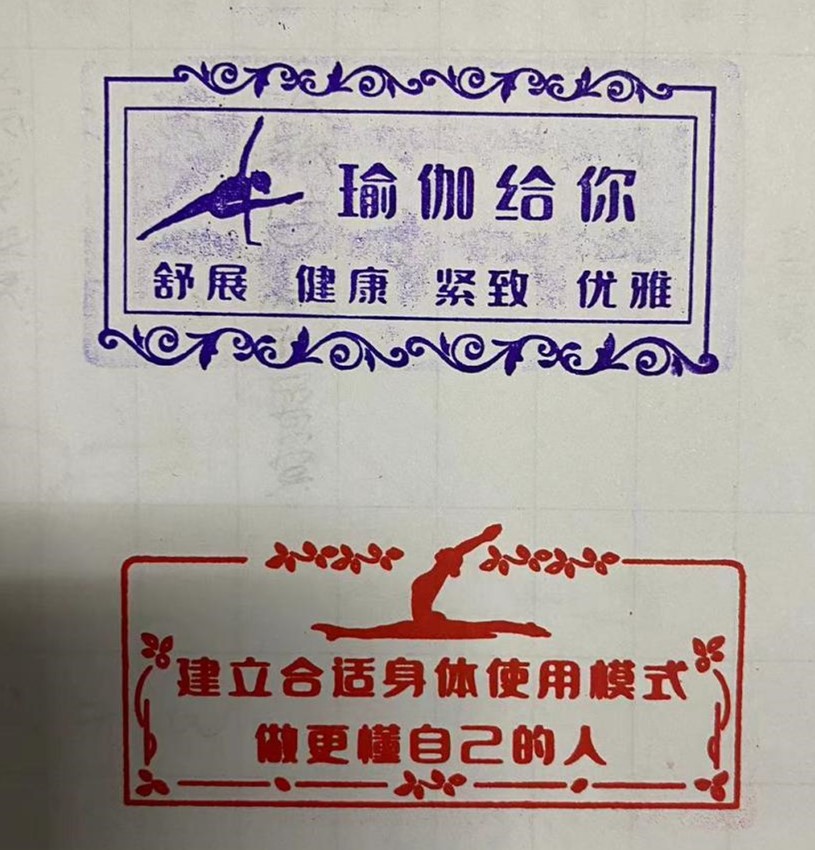 瑜伽给你
舒展 健康 紧致 优雅
建立合适身体使用模式
做更懂自己的人